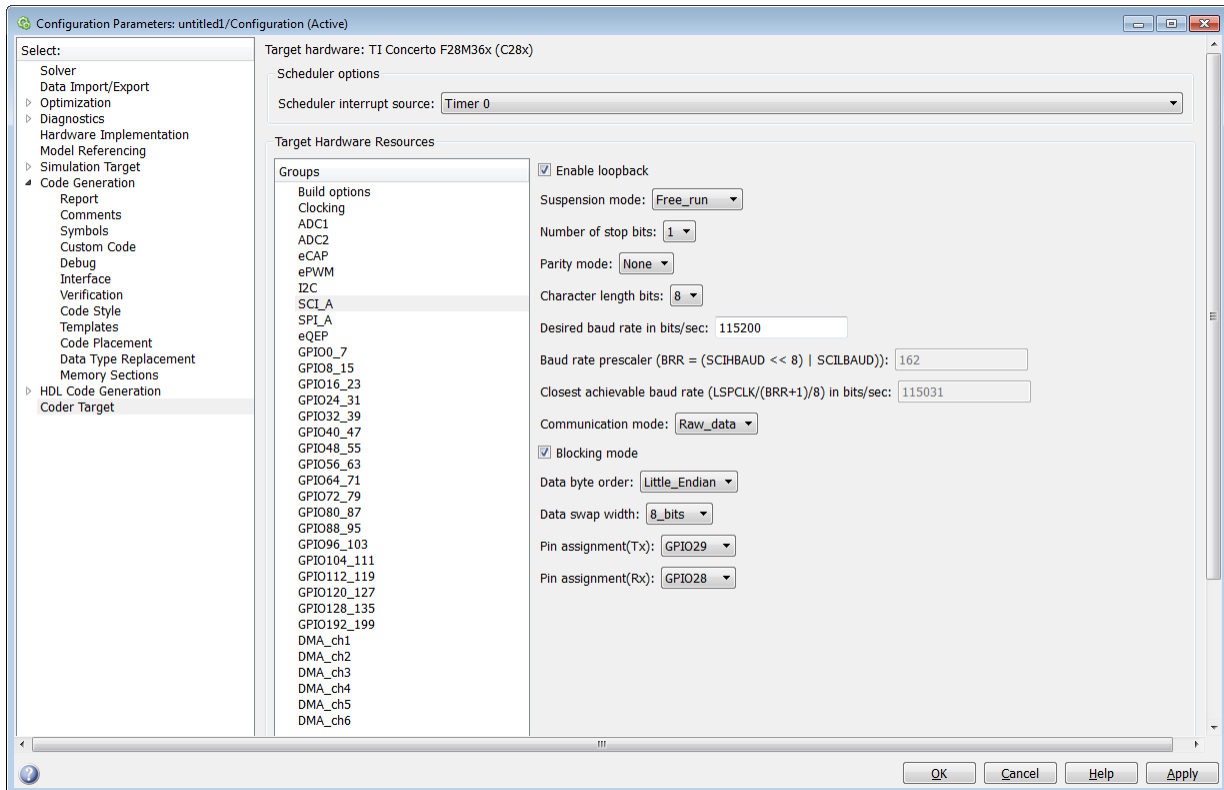 Configuration Parameters: untitled1/Configuration (Active)
Select:
Solver
Data Import/Export
Optimization
Diagnostics
Hardware Implementation
Model Referencing
Simulation Target
Code Generation
Report
Comments
Symbols
Custom Code
Debug
Interface
Verification
Code Style
Templates
Code Placement
Data Type Replacement
Memory Sections
HDL Code Generation
Coder Target
Target hardware: TI Concerto F28M36x (C28x)
Scheduler options
Scheduler interrupt source: Timer 0
Target Hardware Resources
Groups
Build options
Clocking
ADC1
ADC2
eCAP
ePWM
I2C
SCI_A
SPI_A
eQEP
GPIO0_7
GPIO8_15
GPIO16_23
GPIO24_31
GPIO32_39
GPIO40_47
GPIO48_55
GPIO56_63
GPIO64_71
GPIO72_79
GPIO80_87
GPIO88_95
GPIO96_103
GPIO104_111
GPIO112_119
GPIO120_127
GPIO128_135
GPIO192_199
DMA_ch1
DMA_ch2
DMA_ch3
DMA_ch4
DMA_ch5
DMA_ch6
Enable loopback
Suspension mode: Free_run
Number of stop bits: 1
Parity mode: None
Character length bits: 8
Desired baud rate in bits/sec: 115200
Baud rate prescaler (BRR = (SCIHBAUD << 8) | SCILBAUD)): 162
Closest achievable baud rate (LSPCLK/(BRR+1)/8) in bits/sec: 115031
Communication mode: Raw_data
Blocking mode
Data byte order: Little_Endian
Data swap width: 8_bits
Pin assignment(Tx): GPIO29
Pin assignment(Rx): GPIO28
OK Cancel Help Apply